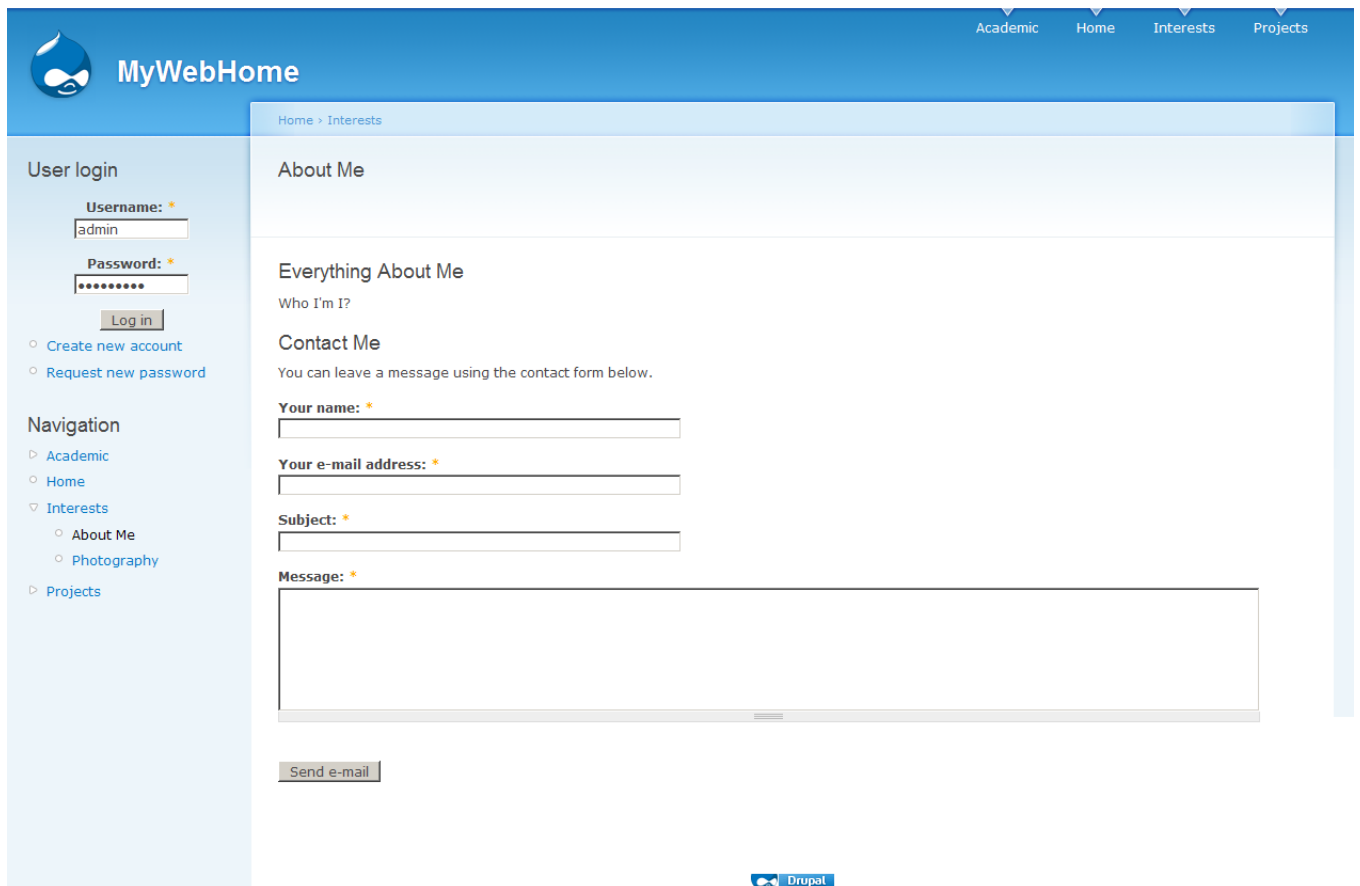 Academic Home Interests Projects
MyWebHome
Home › Interests
User login
Username: *
admin
Password: *
•••••••••
Log in
Create new account
Request new password
Navigation
Academic
Home
Interests
About Me
Photography
Projects
About Me
Everything About Me
Who I'm I?
Contact Me
You can leave a message using the contact form below.
Your name: *
Your e-mail address: *
Subject: *
Message: *
Send e-mail
Drupal